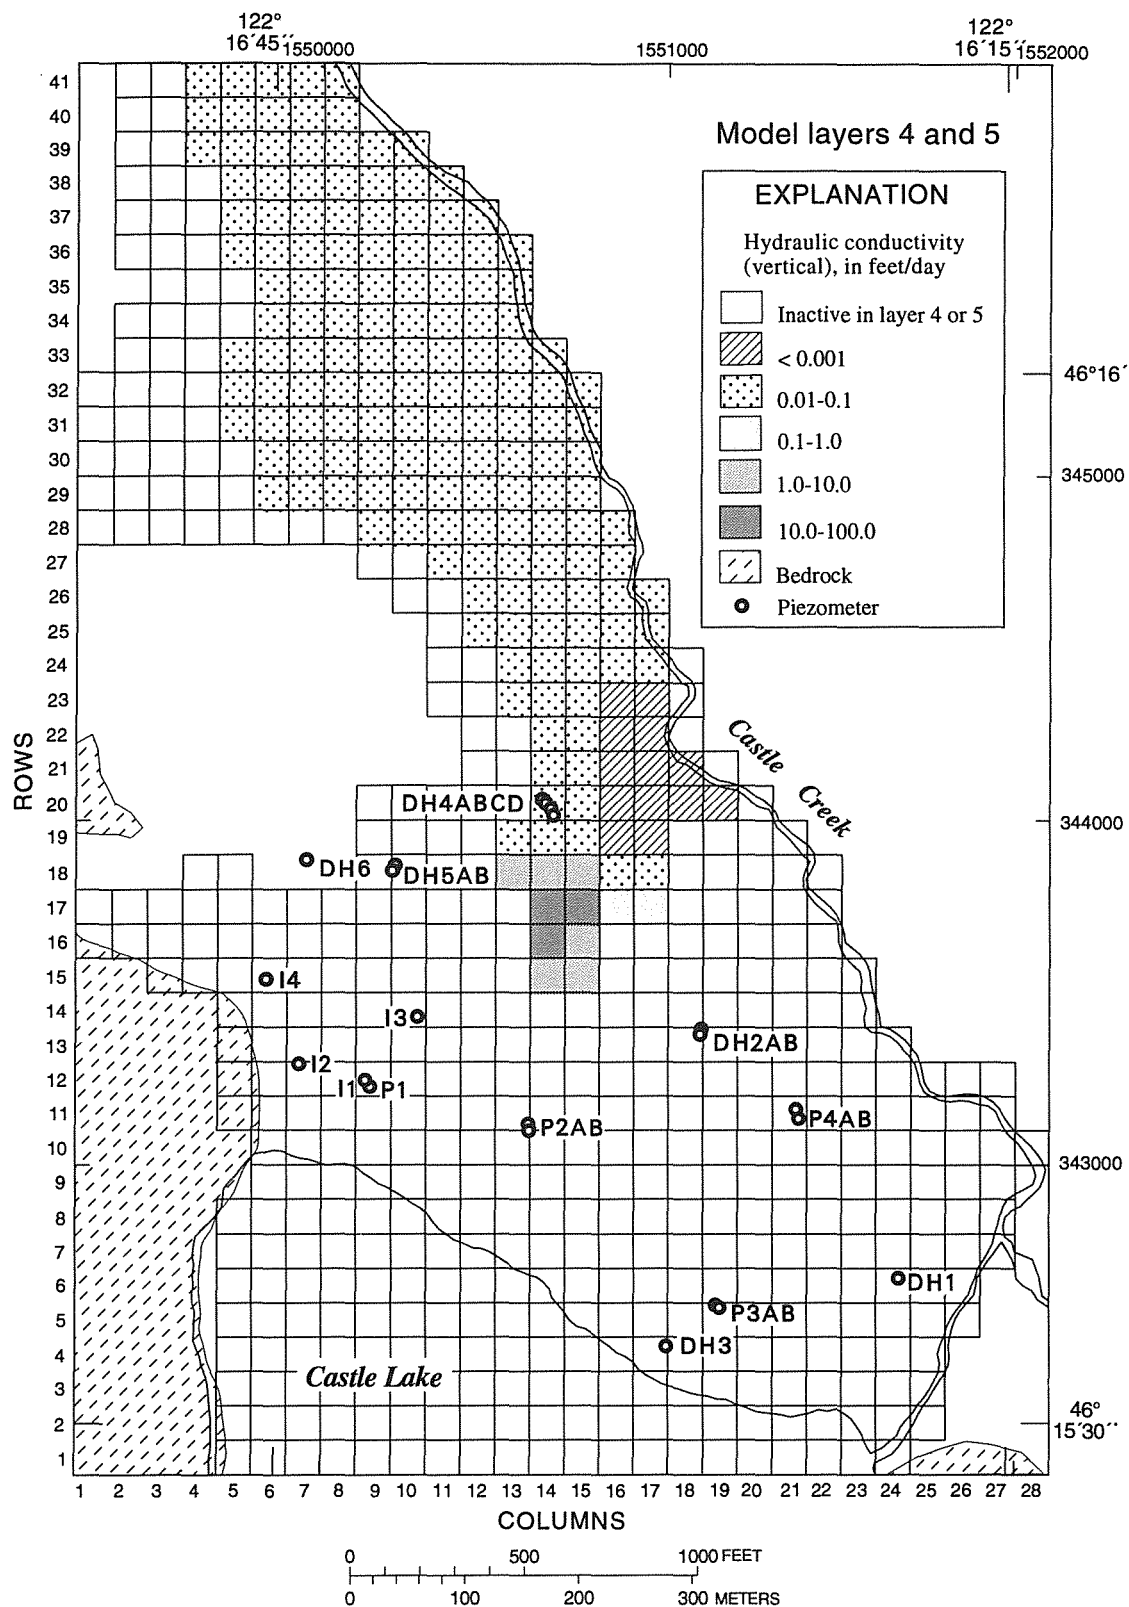 122°
16´45´´ 1550000
1551000
122°
16´15´´ 1552000
Model layers 4 and 5
EXPLANATION
Hydraulic conductivity
(vertical), in feet/day
Inactive in layer 4 or 5
< 0.001
0.01-0.1
0.1-1.0
1.0-10.0
10.0-100.0
Bedrock
Piezometer
41
40
39
38
37
36
35
34
33
32
31
30
29
28
27
26
25
24
23
22
21
20
19
18
17
16
15
14
13
12
11
10
9
8
7
6
5
4
3
2
1
ROWS
46°16´
345000
344000
343000
46°
15´30´´
Castle
Creek
DH4ABCD
DH6
DH5AB
I4
I3
DH2AB
I2
I1
P1
P2AB
P4AB
DH1
P3AB
DH3
Castle Lake
1 2 3 4 5 6 7 8 9 10 11 12 13 14 15 16 17 18 19 20 21 22 23 24 25 26 27 28
COLUMNS
0 500 1000 FEET
0 100 200 300 METERS